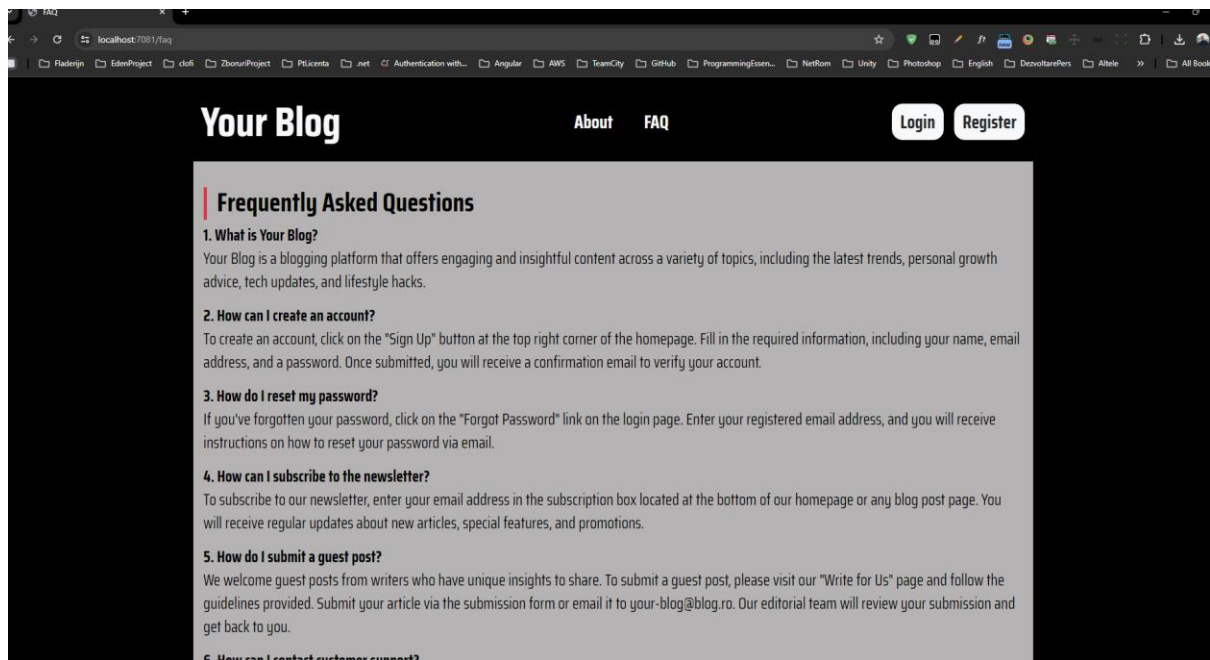 FAQ
localhost:7081/faq
Fladerijn EdenProject clofi ZboruriProject PtLicenta .net Authentication with... Angular AWS TeamCity GitHub ProgrammingEssen... NetRom Unity Photoshop English DezvoltarePers Altele » All Book
Your Blog About FAQ Login Register
Frequently Asked Questions
1. What is Your Blog?
Your Blog is a blogging platform that offers engaging and insightful content across a variety of topics, including the latest trends, personal growth
advice, tech updates, and lifestyle hacks.
2. How can I create an account?
To create an account, click on the "Sign Up" button at the top right corner of the homepage. Fill in the required information, including your name, email
address, and a password. Once submitted, you will receive a confirmation email to verify your account.
3. How do I reset my password?
If you've forgotten your password, click on the "Forgot Password" link on the login page. Enter your registered email address, and you will receive
instructions on how to reset your password via email.
4. How can I subscribe to the newsletter?
To subscribe to our newsletter, enter your email address in the subscription box located at the bottom of our homepage or any blog post page. You
will receive regular updates about new articles, special features, and promotions.
5. How do I submit a guest post?
We welcome guest posts from writers who have unique insights to share. To submit a guest post, please visit our "Write for Us" page and follow the
guidelines provided. Submit your article via the submission form or email it to your-blog@blog.ro. Our editorial team will review your submission and
get back to you.
6. How can I contact customer support?